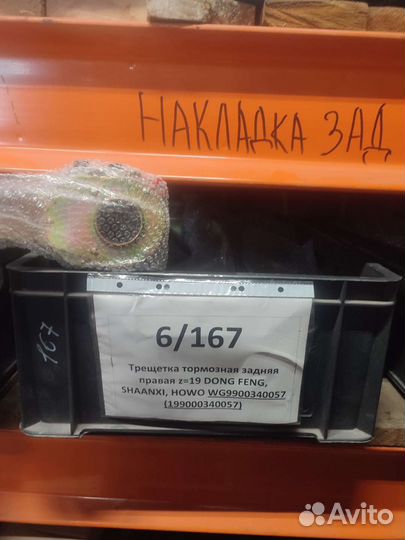 НАКЛАДКА ЗАД
6/167
Трещетка тормозная задняя
правая z=19 DONG FENG,
SHAANXI, HOWO WG9900340057
(199000340057)
167
Avito